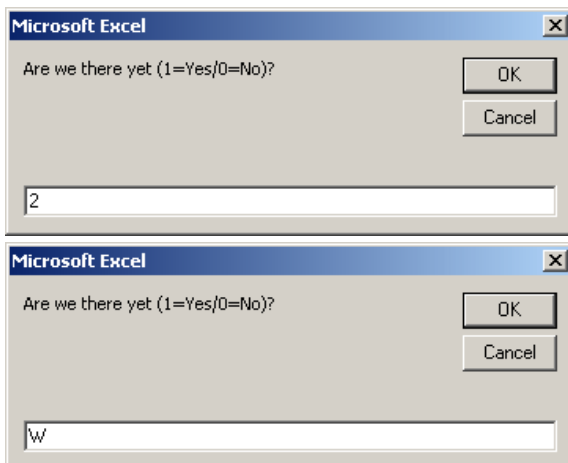 Microsoft Excel
Are we there yet (1=Yes/0=No)?
OK
Cancel
2
Microsoft Excel
Are we there yet (1=Yes/0=No)?
OK
Cancel
W